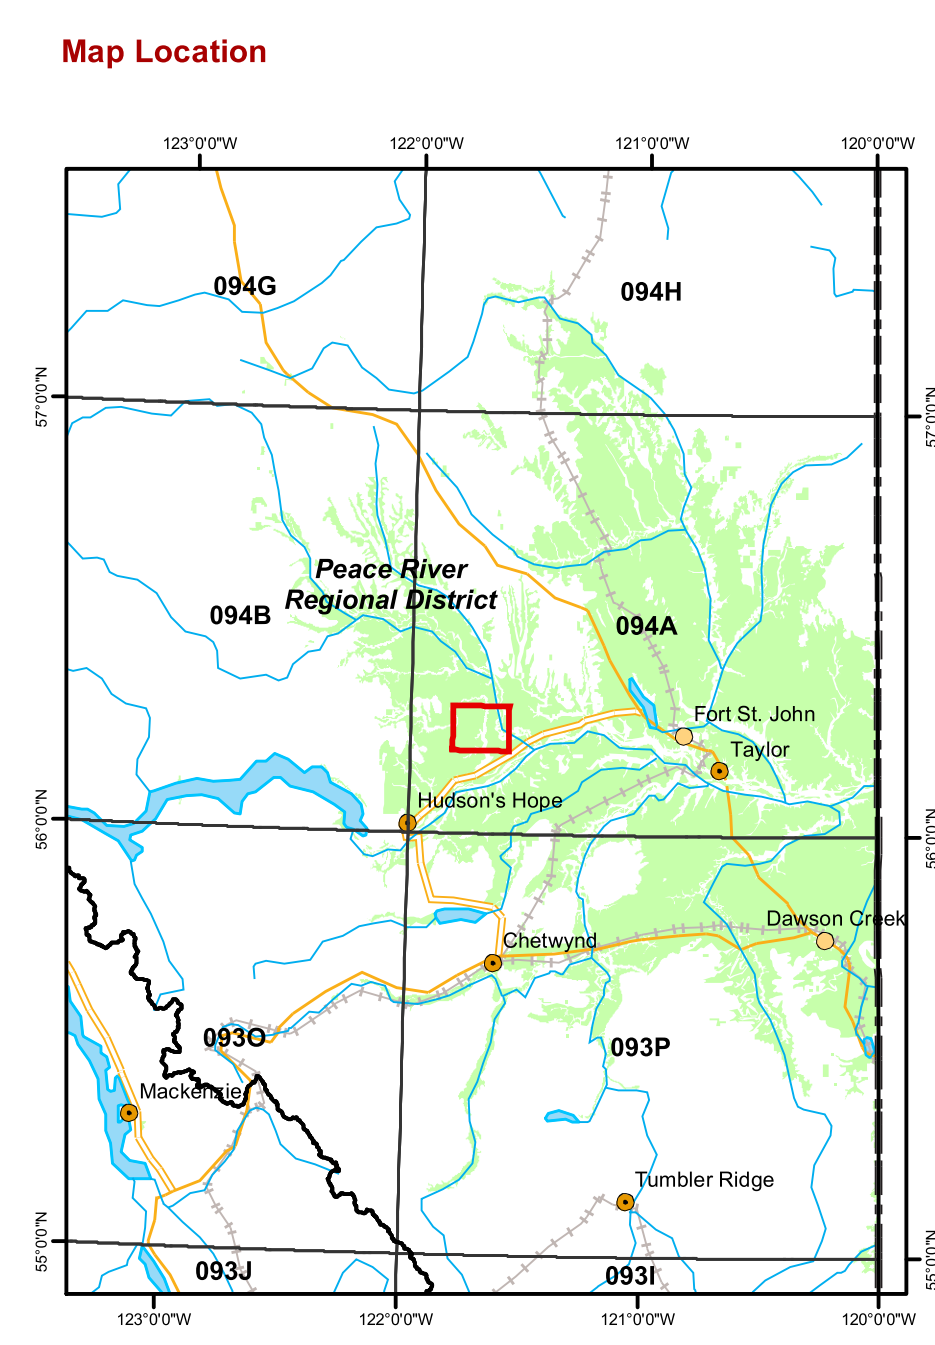 Map Location
123°0'0"W
122°0'0"W
121°0'0"W
120°0'0"W
094G
094H
57°0'0"N
57°0'0"N
Peace River
Regional District
094B
094A
Fort St. John
Taylor
Hudson's Hope
56°0'0"N
56°0'0"N
Dawson Creek
Chetwynd
093O
093P
Mackenzie
Tumbler Ridge
55°0'0"N
55°0'0"N
093J
093I
123°0'0"W
122°0'0"W
121°0'0"W
120°0'0"W